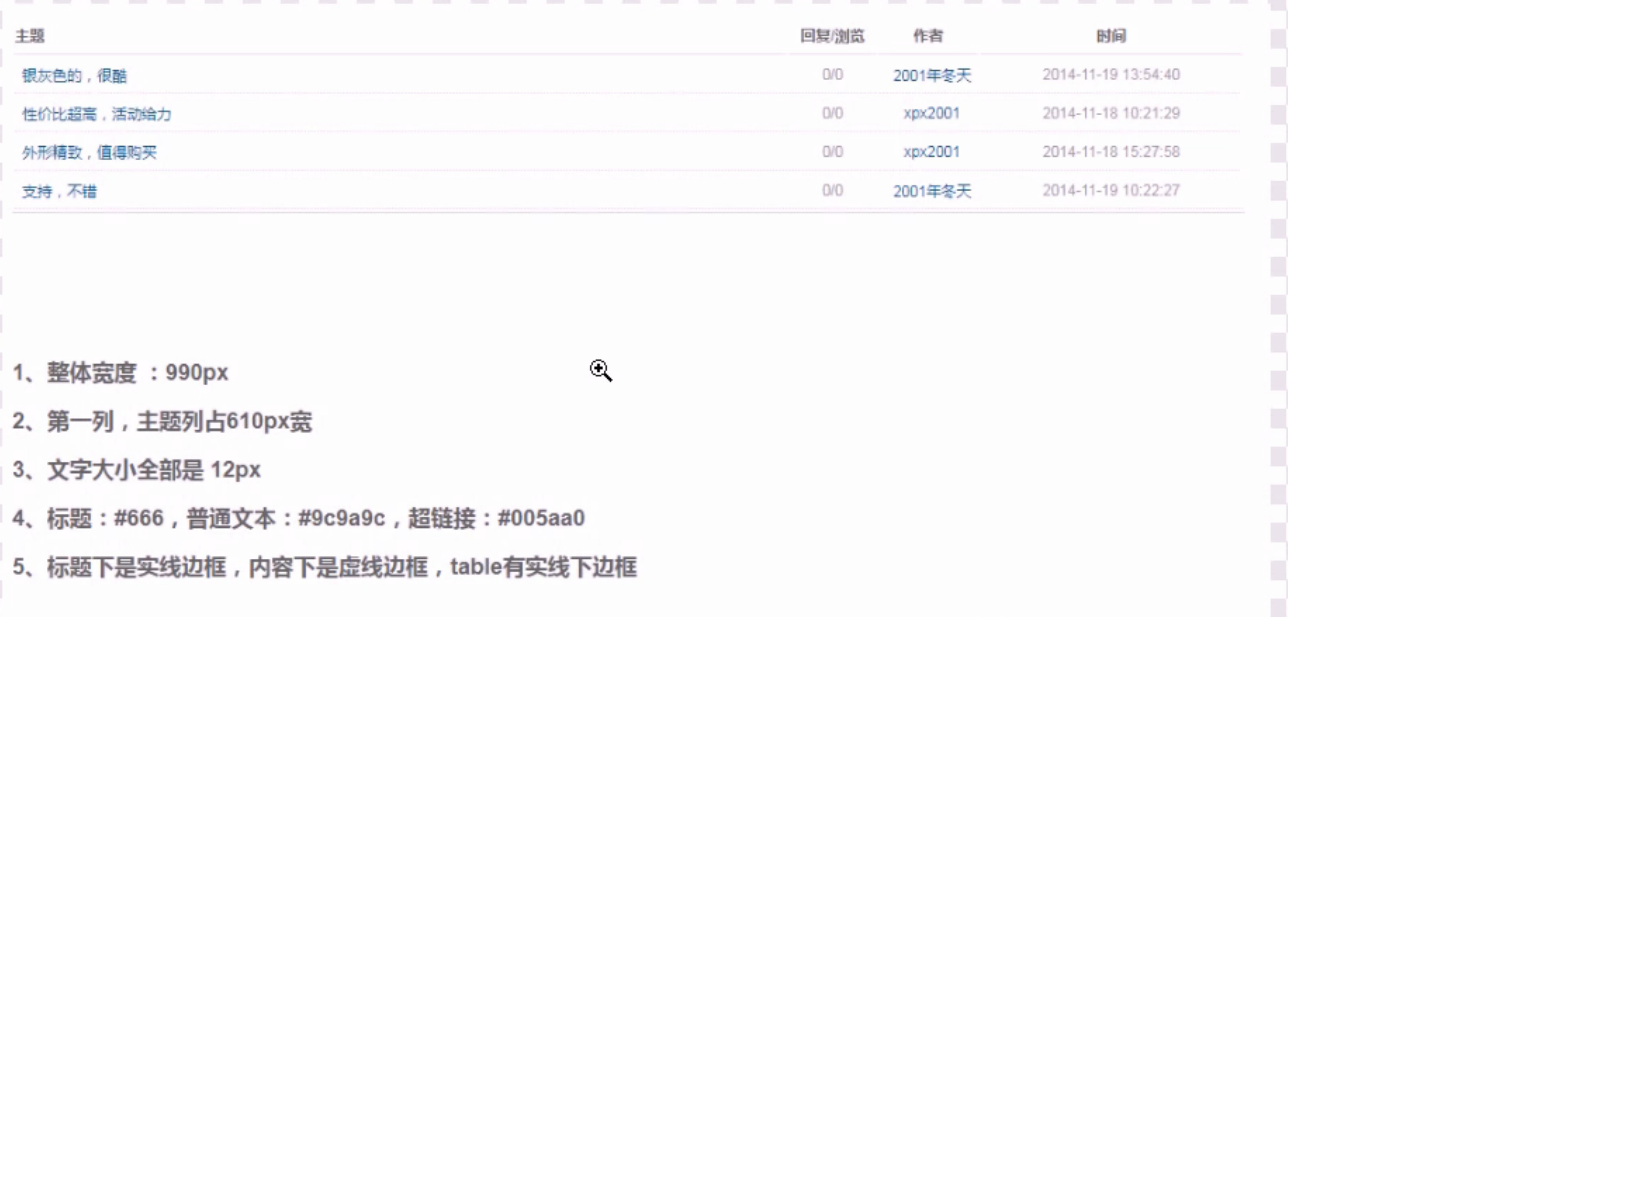 主题 回复/浏览 作者 时间
银灰色的，很酷 0/0 2001年冬天 2014-11-19 13:54:40
性价比超高，活动给力 0/0 xpx2001 2014-11-18 10:21:29
外形精致，值得购买 0/0 xpx2001 2014-11-18 15:27:58
支持，不错 0/0 2001年冬天 2014-11-19 10:22:27
1、整体宽度 ：990px
2、第一列，主题列占610px宽
3、文字大小全部是 12px
4、标题：#666，普通文本：#9c9a9c，超链接：#005aa0
5、标题下是实线边框，内容下是虚线边框，table有实线下边框